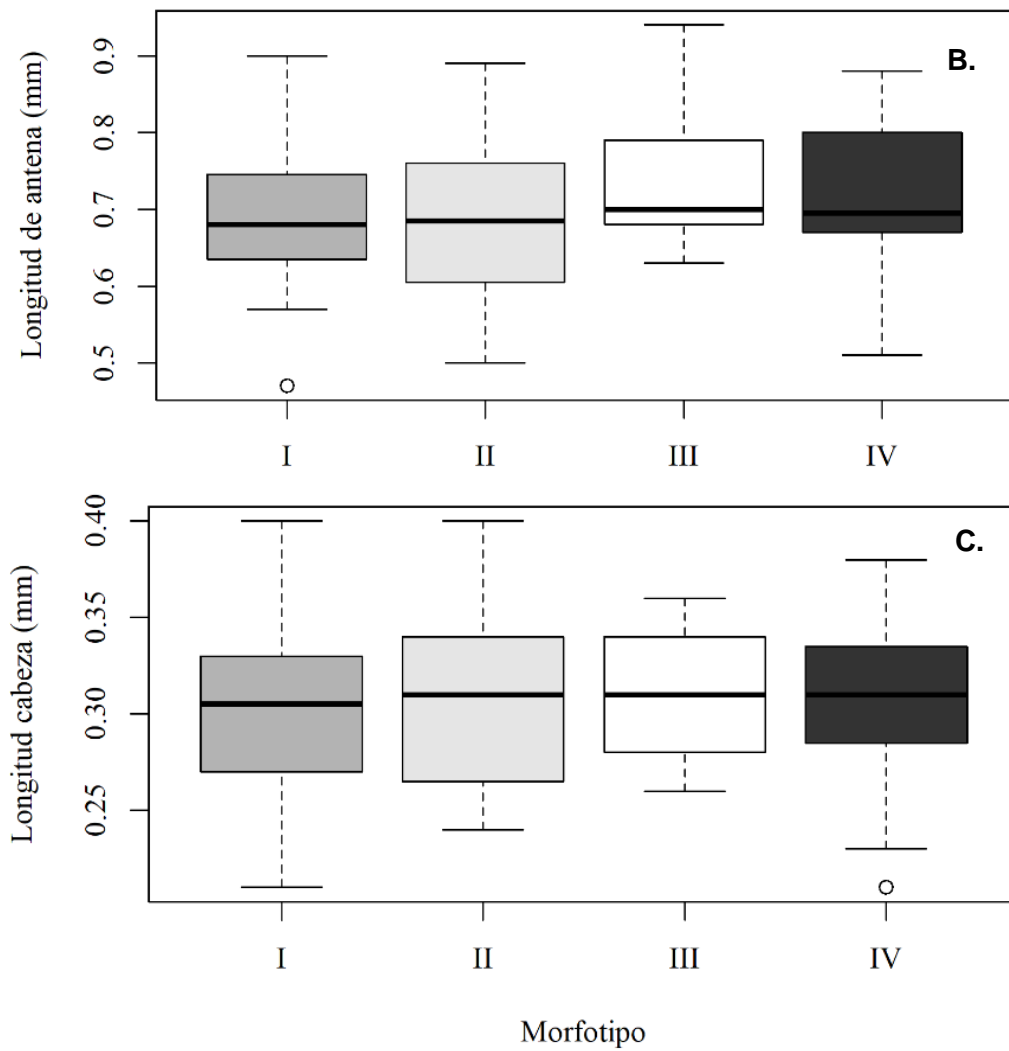 B.
Longitud de antena (mm)
0.9
0.8
0.7
0.6
0.5
I II III IV
C.
Longitud cabeza (mm)
0.40
0.35
0.30
0.25
I II III IV
Morfotipo